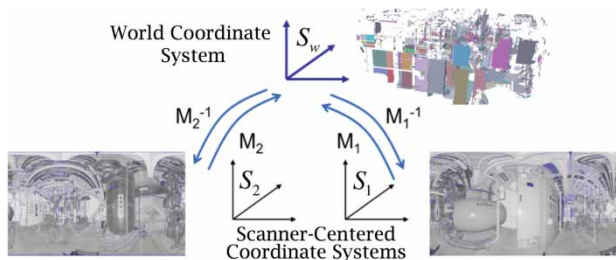 World Coordinate
System
S_w
M_2^-1
M_2
M_1
M_1^-1
S_2
S_1
Scanner-Centered
Coordinate Systems